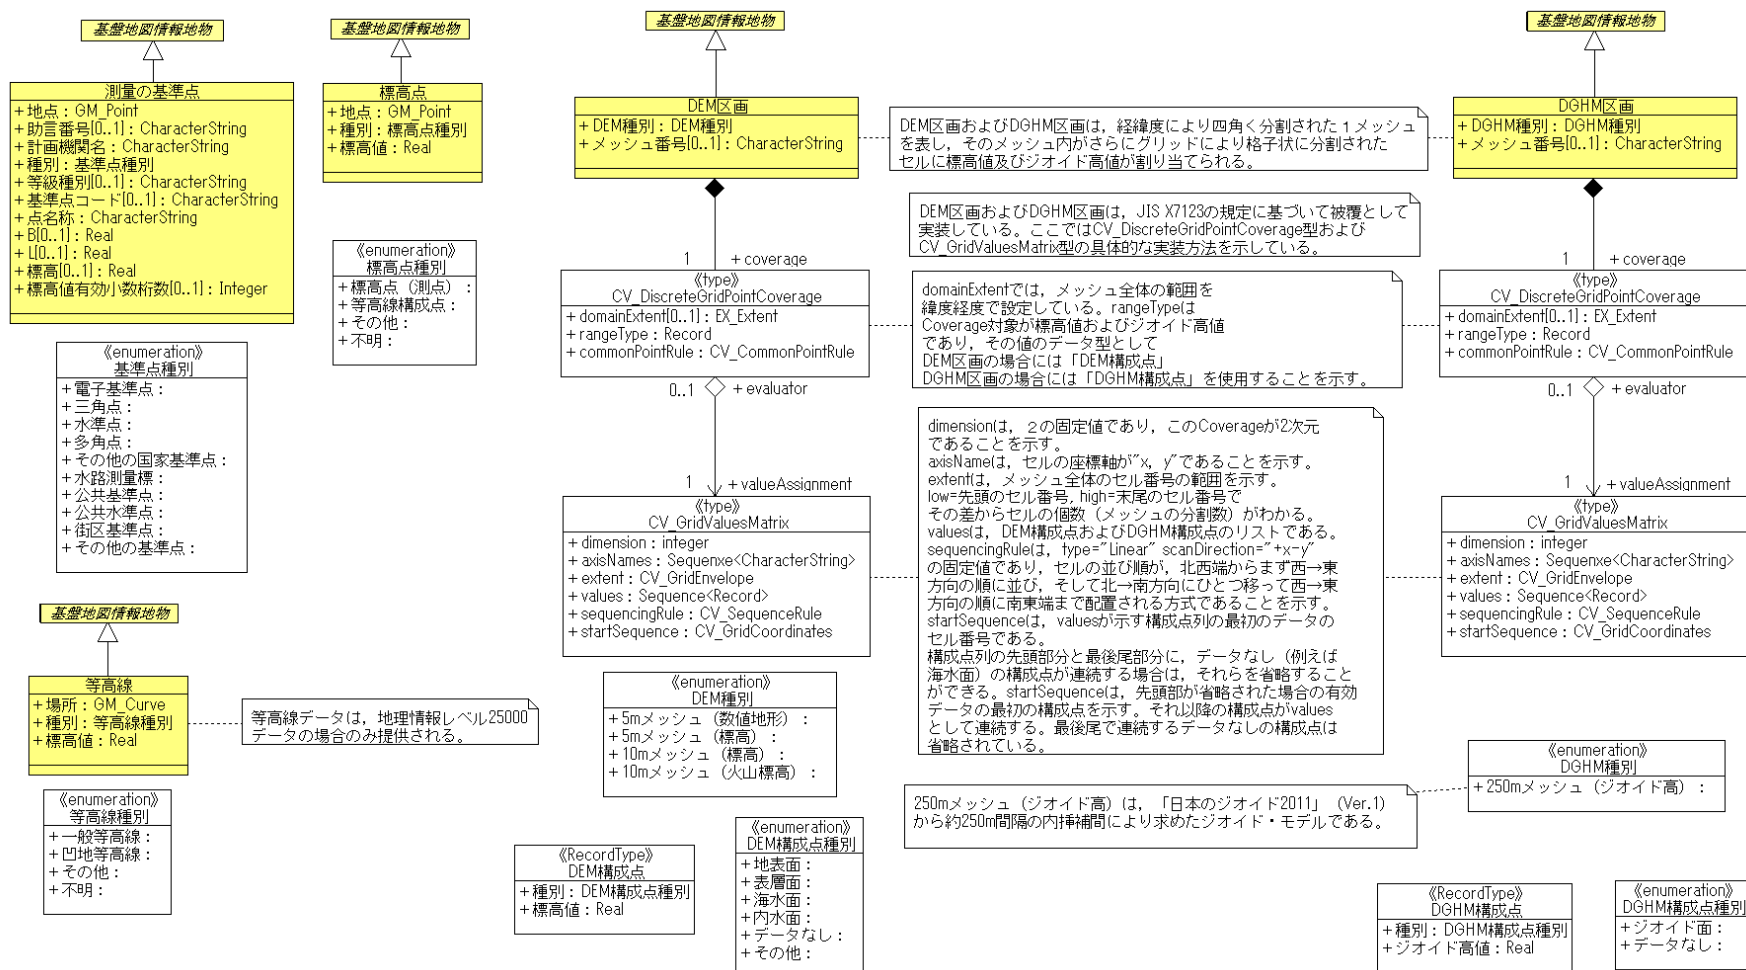 基盤地図情報地物
測量の基準点
+地点：GM_Point
+助言番号[0..1]：CharacterString
+計画機関名：CharacterString
+種別：基準点種別
+等級種別[0..1]：CharacterString
+基準点コード[0..1]：CharacterString
+点名称：CharacterString
+B[0..1]：Real
+L[0..1]：Real
+標高[0..1]：Real
+標高値有効小数桁数[0..1]：Integer
《enumeration》
基準点種別
+電子基準点：
+三角点：
+水準点：
+多角点：
+その他の国家基準点：
+水路測量標：
+公共基準点：
+公共水準点：
+街区基準点：
+その他の基準点：
基盤地図情報地物
等高線
+場所：GM_Curve
+種別：等高線種別
+標高値：Real
等高線データは，地理情報レベル25000
データの場合のみ提供される。
《enumeration》
等高線種別
+一般等高線：
+凹地等高線：
+その他：
+不明：
基盤地図情報地物
標高点
+地点：GM_Point
+種別：標高点種別
+標高値：Real
《enumeration》
標高点種別
+標高点（測点）：
+等高線構成点：
+その他：
+不明：
基盤地図情報地物
DEM区画
+DEM種別：DEM種別
+メッシュ番号[0..1]：CharacterString
1
+coverage
《type》
CV_DiscreteGridPointCoverage
+domainExtent[0..1]：EX_Extent
+rangeType：Record
+commonPointRule：CV_CommonPointRule
0..1
+evaluator
1
+valueAssignment
《type》
CV_GridValuesMatrix
+dimension：integer
+axisNames：Sequenxe<CharacterString>
+extent：CV_GridEnvelope
+values：Sequence<Record>
+sequencingRule：CV_SequenceRule
+startSequence：CV_GridCoordinates
《enumeration》
DEM種別
+5mメッシュ（数値地形）：
+5mメッシュ（標高）：
+10mメッシュ（標高）：
+10mメッシュ（火山標高）：
《RecordType》
DEM構成点
+種別：DEM構成点種別
+標高値：Real
《enumeration》
DEM構成点種別
+地表面：
+表層面：
+海水面：
+内水面：
+データなし：
+その他：
DEM区画およびDGHM区画は，経緯度により四角く分割された１メッシュ
を表し，そのメッシュ内がさらにグリッドにより格子状に分割された
セルに標高値及びジオイド高値が割り当てられる。
DEM区画およびDGHM区画は，JIS X7123の規定に基づいて被覆として
実装している。ここではCV_DiscreteGridPointCoverage型および
CV_GridValuesMatrix型の具体的な実装方法を示している。
domainExtentでは，メッシュ全体の範囲を
緯度経度で設定している。rangeTypeは
Coverage対象が標高値およびジオイド高値
であり，その値のデータ型として
DEM区画の場合には「DEM構成点」
DGHM区画の場合には「DGHM構成点」を使用することを示す。
dimensionは，２の固定値であり，このCoverageが2次元
であることを示す。
axisNameは，セルの座標軸が"x, y"であることを示す。
extentは，メッシュ全体のセル番号の範囲を示す。
low=先頭のセル番号, high=末尾のセル番号で
その差からセルの個数（メッシュの分割数）がわかる。
valuesは，DEM構成点およびDGHM構成点のリストである。
sequencingRuleは，type="Linear" scanDirection="+x-y"
の固定値であり，セルの並び順が，北西端からまず西→東
方向の順に並び，そして北→南方向にひとつ移って西→東
方向の順に南東端まで配置される方式であることを示す。
startSequenceは，valuesが示す構成点列の最初のデータの
セル番号である。
構成点列の先頭部分と最後尾部分に，データなし（例えば
海水面）の構成点が連続する場合は，それらを省略すること
ができる。startSequenceは，先頭部が省略された場合の有効
データの最初の構成点を示す。それ以降の構成点がvalues
として連続する。最後尾で連続するデータなしの構成点は
省略されている。
250mメッシュ（ジオイド高）は，「日本のジオイド2011」（Ver.1）
から約250m間隔の内挿補間により求めたジオイド・モデルである。
基盤地図情報地物
DGHM区画
+DGHM種別：DGHM種別
+メッシュ番号[0..1]：CharacterString
1
+coverage
《type》
CV_DiscreteGridPointCoverage
+domainExtent[0..1]：EX_Extent
+rangeType：Record
+commonPointRule：CV_CommonPointRule
0..1
+evaluator
1
+valueAssignment
《type》
CV_GridValuesMatrix
+dimension：integer
+axisNames：Sequenxe<CharacterString>
+extent：CV_GridEnvelope
+values：Sequence<Record>
+sequencingRule：CV_SequenceRule
+startSequence：CV_GridCoordinates
《enumeration》
DGHM種別
+250mメッシュ（ジオイド高）：
《RecordType》
DGHM構成点
+種別：DGHM構成点種別
+ジオイド高値：Real
《enumeration》
DGHM構成点種別
+ジオイド面：
+データなし：